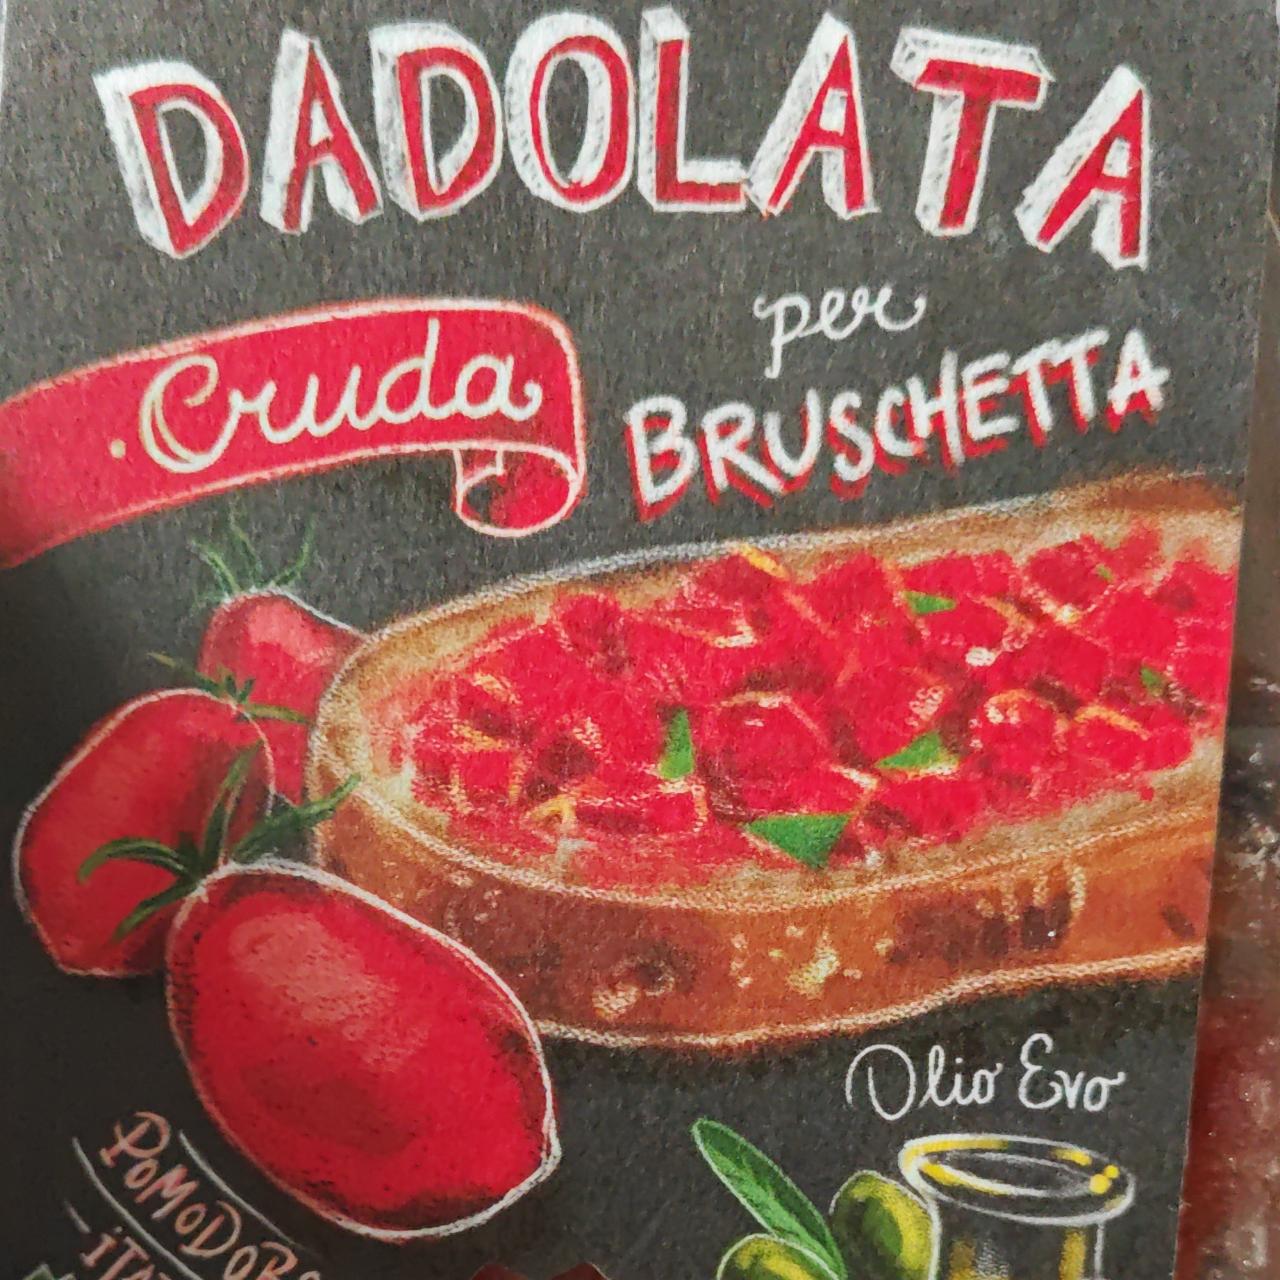 DADOLATA
Cruda
per
BRUSCHETTA
Olio Evo